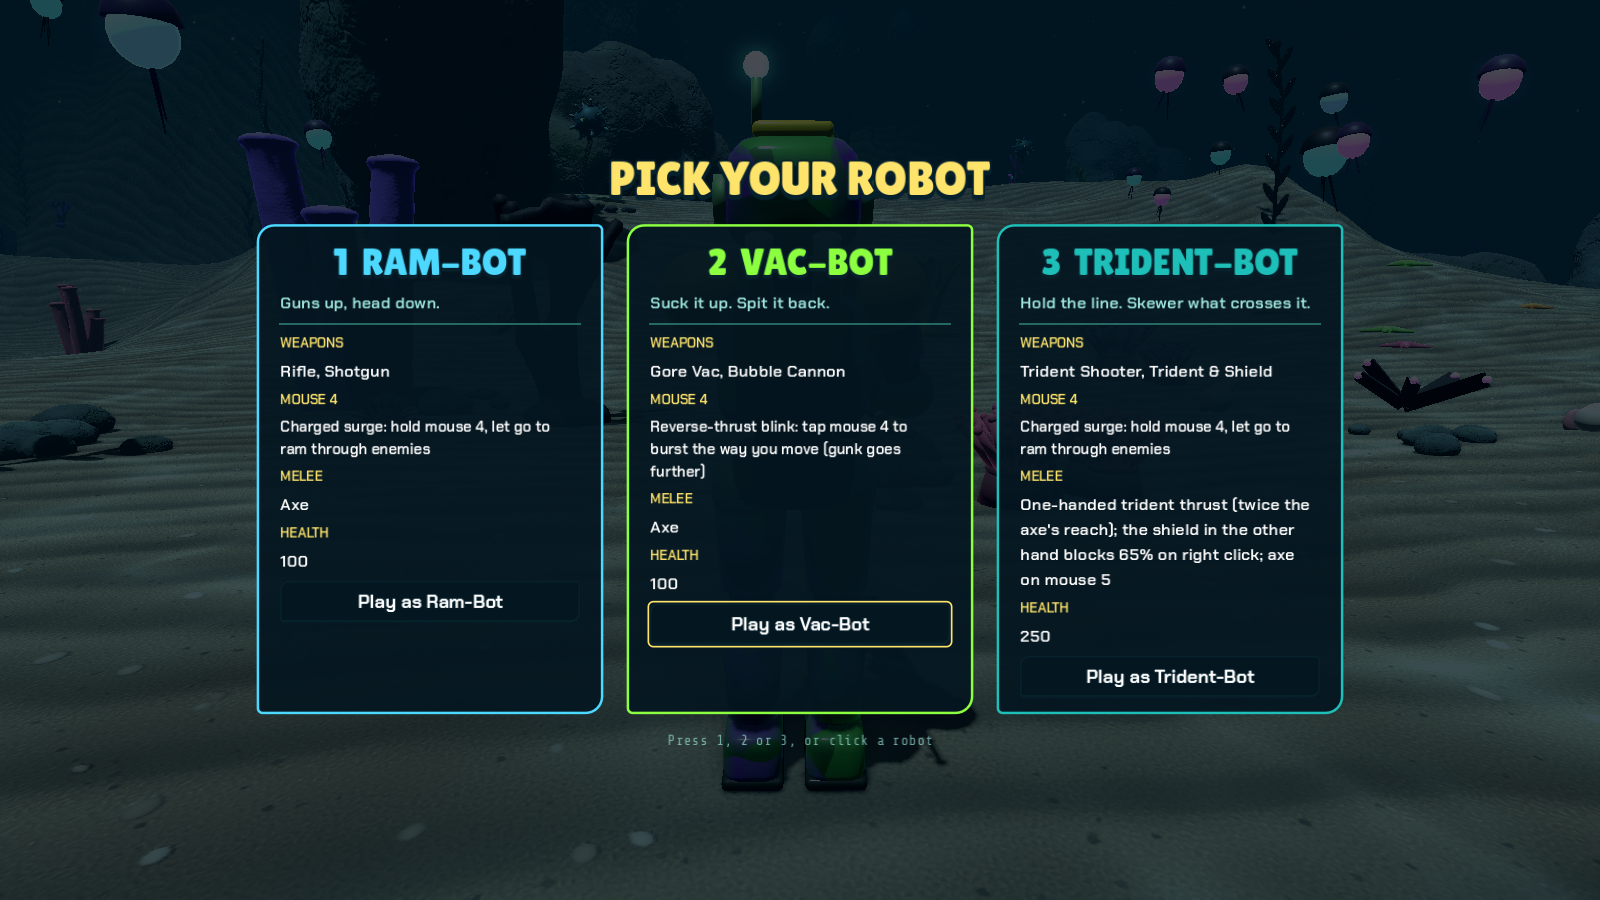 PICK YOUR ROBOT
1 RAM-BOT
Guns up, head down.
WEAPONS
Rifle, Shotgun
MOUSE 4
Charged surge: hold mouse 4, let go to
ram through enemies
MELEE
Axe
HEALTH
100
Play as Ram-Bot
2 VAC-BOT
Suck it up. Spit it back.
WEAPONS
Gore Vac, Bubble Cannon
MOUSE 4
Reverse-thrust blink: tap mouse 4 to
burst the way you move (gunk goes
further)
MELEE
Axe
HEALTH
100
Play as Vac-Bot
3 TRIDENT-BOT
Hold the line. Skewer what crosses it.
WEAPONS
Trident Shooter, Trident & Shield
MOUSE 4
Charged surge: hold mouse 4, let go to
ram through enemies
MELEE
One-handed trident thrust (twice the
axe's reach); the shield in the other
hand blocks 65% on right click; axe
on mouse 5
HEALTH
250
Play as Trident-Bot
Press 1, 2 or 3, or click a robot